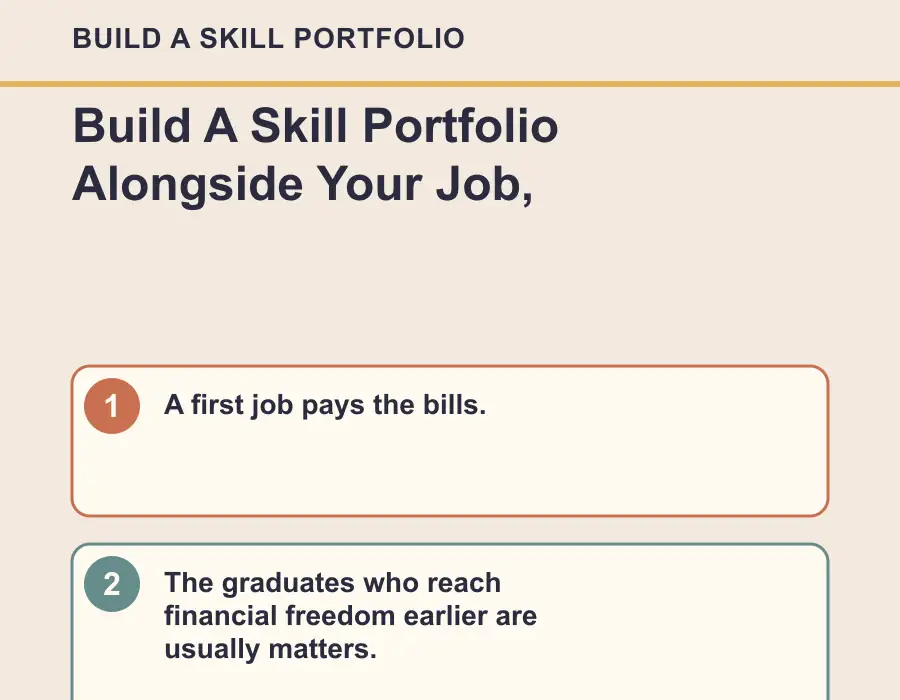 BUILD A SKILL PORTFOLIO
Build A Skill Portfolio
Alongside Your Job,
1
A first job pays the bills.
2
The graduates who reach
financial freedom earlier are
usually matters.